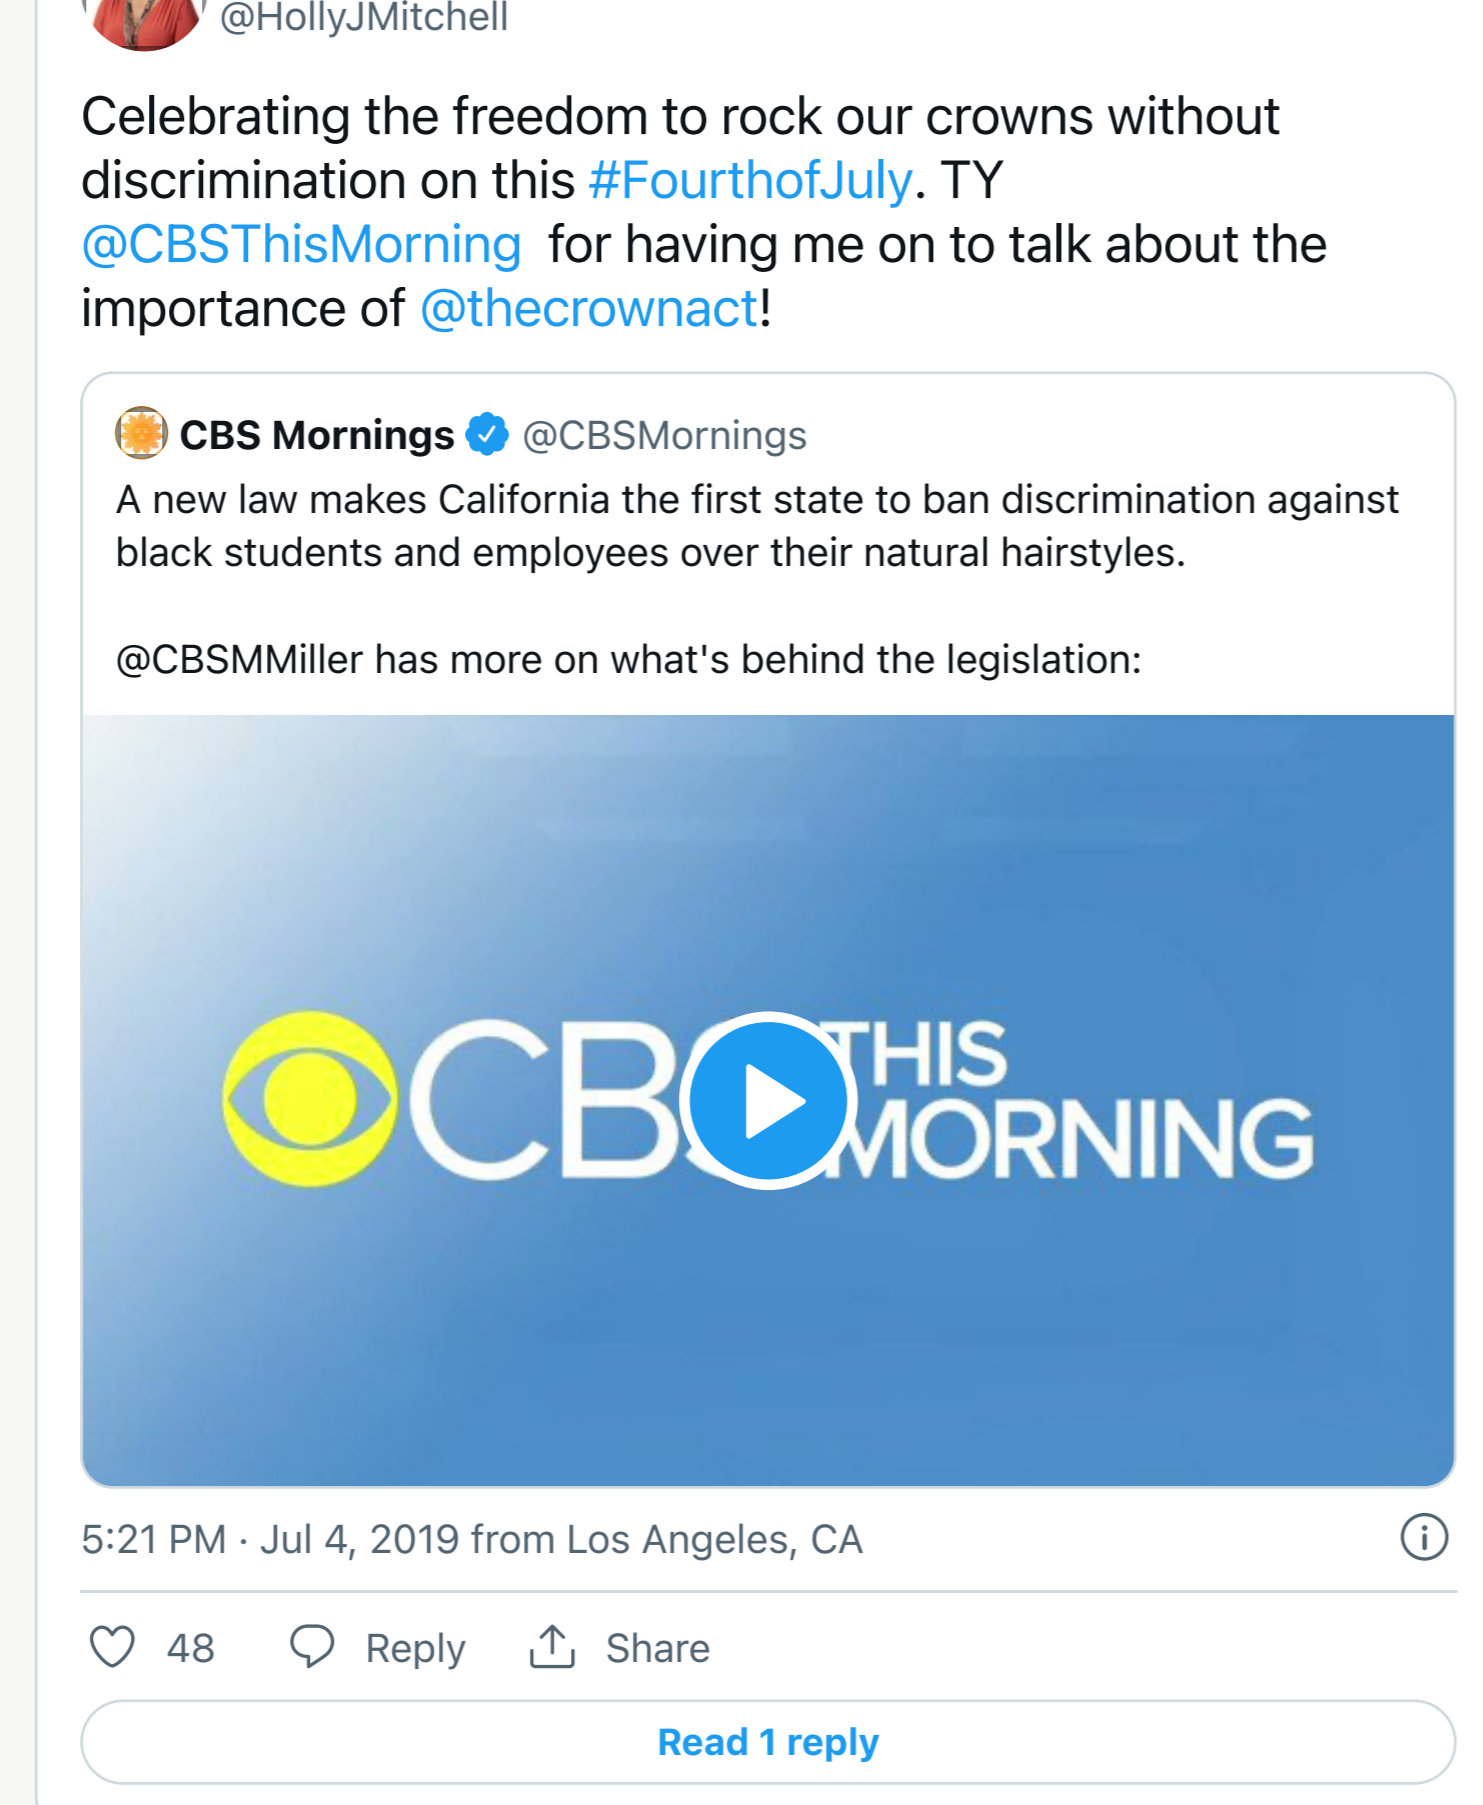 @HollyJMitchell
Celebrating the freedom to rock our crowns without
discrimination on this #FourthofJuly. TY
@CBSThisMorning for having me on to talk about the
importance of @thecrownact!
CBS Mornings @CBSMornings
A new law makes California the first state to ban discrimination against
black students and employees over their natural hairstyles.
@CBSMMiller has more on what's behind the legislation:
CBS THIS
MORNING
5:21 PM · Jul 4, 2019 from Los Angeles, CA
48 Reply Share
Read 1 reply